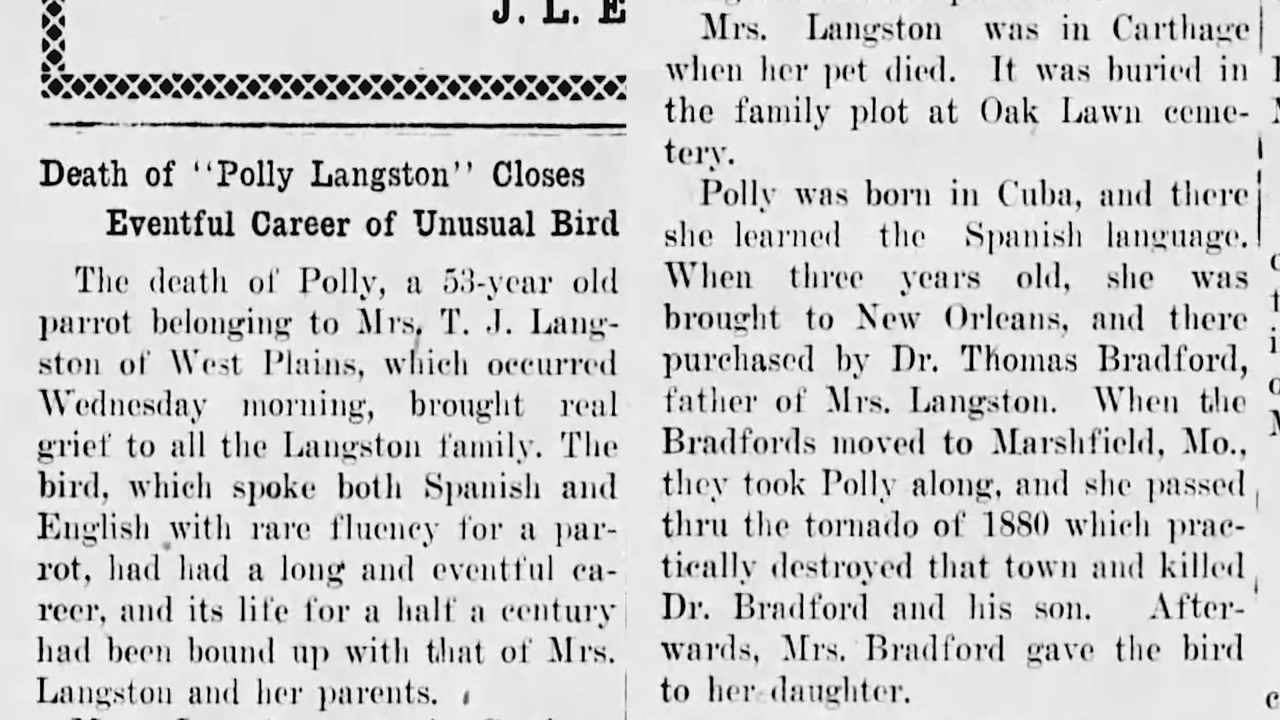 J. L. E
Death of "Polly Langston" Closes
Eventful Career of Unusual Bird
The death of Polly, a 53-year old
parrot belonging to Mrs. T. J. Lang-
ston of West Plains, which occurred
Wednesday morning, brought real
grief to all the Langston family. The
bird, which spoke both Spanish and
English with rare fluency for a par-
rot, had had a long and eventful ca-
reer, and its life for a half a century
had been bound up with that of Mrs.
Langston and her parents.
Mrs. Langston was in Carthage
when her pet died. It was buried in
the family plot at Oak Lawn ceme-
tery.
Polly was born in Cuba, and there
she learned the Spanish language.
When three years old, she was
brought to New Orleans, and there
purchased by Dr. Thomas Bradford,
father of Mrs. Langston. When the
Bradfords moved to Marshfield, Mo.,
they took Polly along, and she passed
thru the tornado of 1880 which prac-
tically destroyed that town and killed
Dr. Bradford and his son. After-
wards, Mrs. Bradford gave the bird
to her daughter.